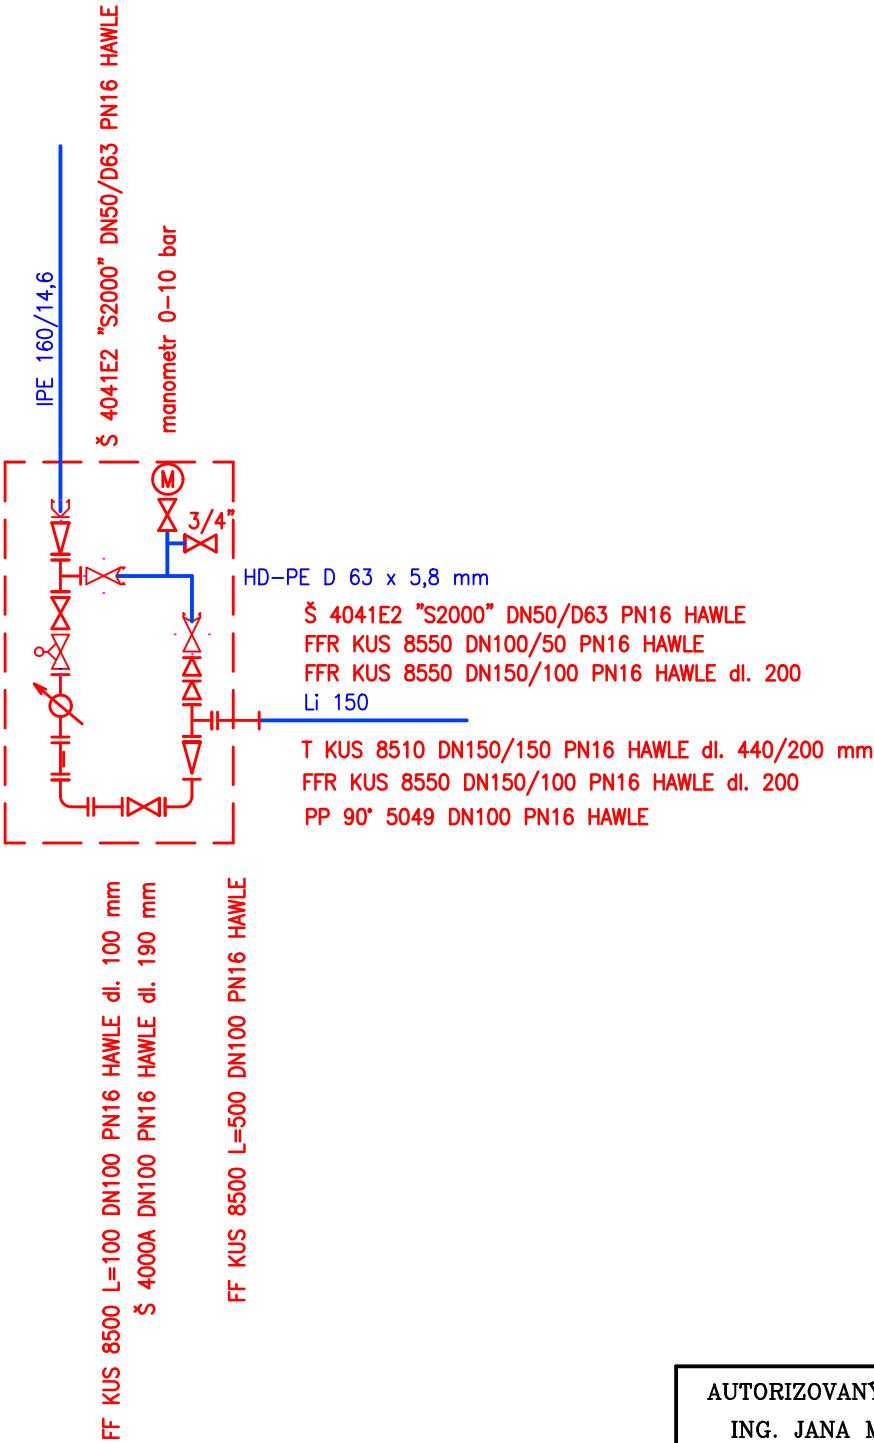 Š 4041E2 "S2000" DN50/D63 PN16 HAWLE
manometr 0-10 bar
IPE 160/14,6
M
3/4"
HD-PE D 63 x 5,8 mm
Š 4041E2 "S2000" DN50/D63 PN16 HAWLE
FFR KUS 8550 DN100/50 PN16 HAWLE
FFR KUS 8550 DN150/100 PN16 HAWLE dl. 200
Li 150
T KUS 8510 DN150/150 PN16 HAWLE dl. 440/200 mm
FFR KUS 8550 DN150/100 PN16 HAWLE dl. 200
PP 90° 5049 DN100 PN16 HAWLE
FF KUS 8500 L=100 DN100 PN16 HAWLE dl. 100 mm
Š 4000A DN100 PN16 HAWLE dl. 190 mm
FF KUS 8500 L=500 DN100 PN16 HAWLE
AUTORIZOVANÝ
ING. JANA M